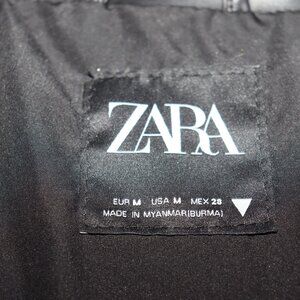 ZARA
EUR M USA M MEX 28
MADE IN MYANMAR(BURMA)